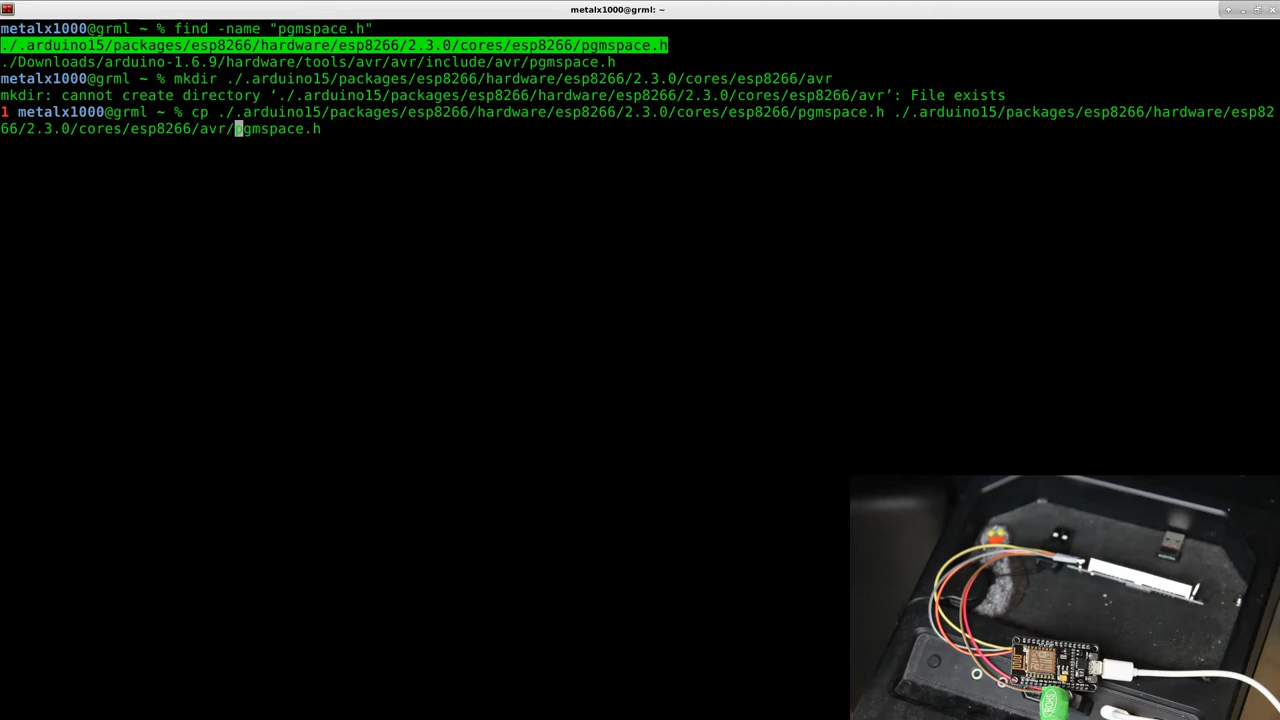 metalx1000@grml: ~
metalx1000@grml ~ % find -name "pgmspace.h"
./.arduino15/packages/esp8266/hardware/esp8266/2.3.0/cores/esp8266/pgmspace.h
./Downloads/arduino-1.6.9/hardware/tools/avr/avr/include/avr/pgmspace.h
metalx1000@grml ~ % mkdir ./.arduino15/packages/esp8266/hardware/esp8266/2.3.0/cores/esp8266/avr
mkdir: cannot create directory ‘./.arduino15/packages/esp8266/hardware/esp8266/2.3.0/cores/esp8266/avr’: File exists
1 metalx1000@grml ~ % cp ./.arduino15/packages/esp8266/hardware/esp8266/2.3.0/cores/esp8266/pgmspace.h ./.arduino15/packages/esp8266/hardware/esp82
66/2.3.0/cores/esp8266/avr/pgmspace.h
ROHS